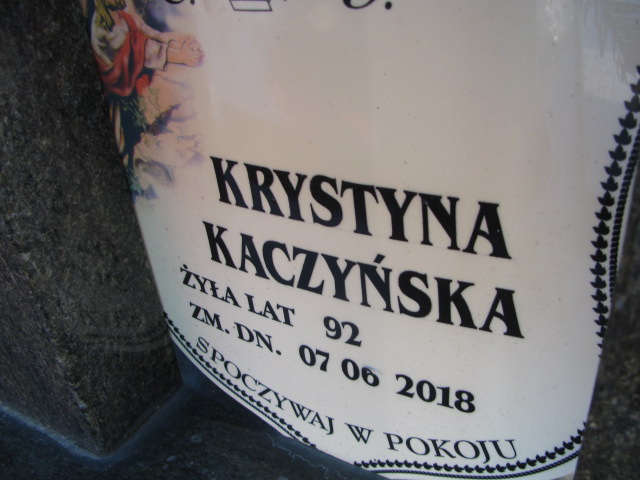 KRYSTYNA
KACZYŃSKA
ŻYŁA LAT 92
ZM. DN. 07 06 2018
SPOCZYWAJ W POKOJU